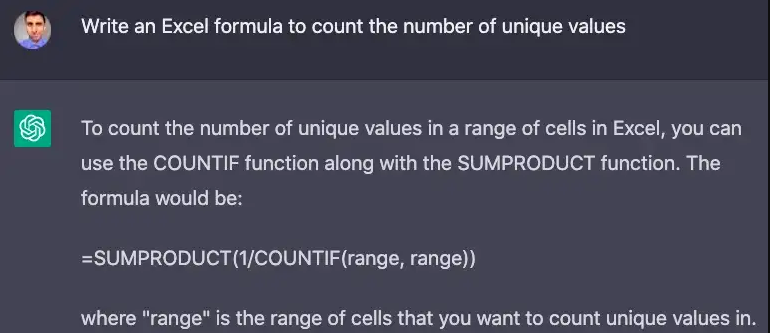 Write an Excel formula to count the number of unique values
To count the number of unique values in a range of cells in Excel, you can
use the COUNTIF function along with the SUMPRODUCT function. The
formula would be:
=SUMPRODUCT(1/COUNTIF(range, range))
where "range" is the range of cells that you want to count unique values in.